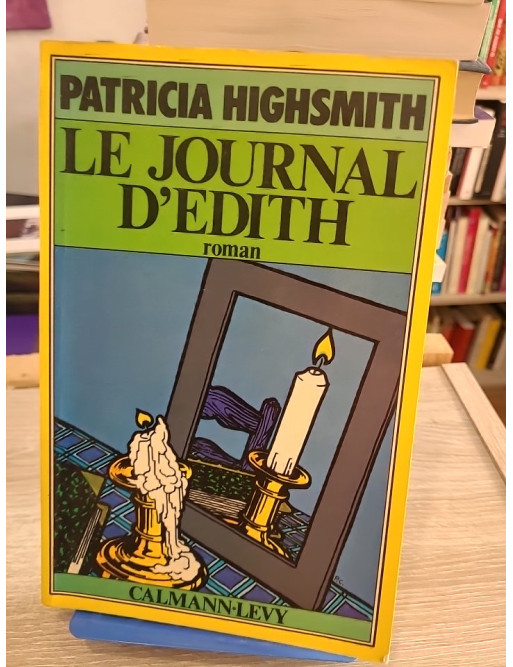 PATRICIA HIGHSMITH
LE JOURNAL
D'EDITH
roman
CALMANN-LEVY